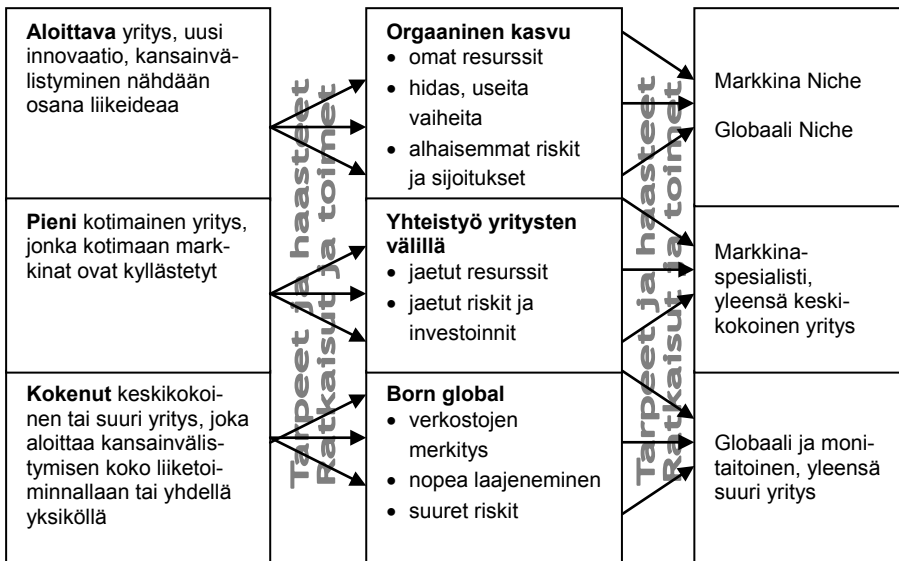 Aloittava yritys, uusi
innovaatio, kansainvä-
listyminen nähdään
osana liikeideaa
Pieni kotimainen yritys,
jonka kotimaan mark-
kinat ovat kyllästetyt
Kokenut keskikokoi-
nen tai suuri yritys, joka
aloittaa kansainvälis-
tymisen koko liiketoi-
minnallaan tai yhdellä
yksiköllä
Tarpeet ja haasteet
Ratkaisut ja toimet
Orgaaninen kasvu
• omat resurssit
• hidas, useita
vaiheita
• alhaisemmat riskit
ja sijoitukset
Yhteistyö yritysten
välillä
• jaetut resurssit
• jaetut riskit ja
investoinnit
Born global
• verkostojen
merkitys
• nopea laajeneminen
• suuret riskit
Tarpeet ja haasteet
Ratkaisut ja toimet
Markkina Niche
Globaali Niche
Markkina-
spesialisti,
yleensä keski-
kokoinen yritys
Globaali ja moni-
taitoinen, yleensä
suuri yritys